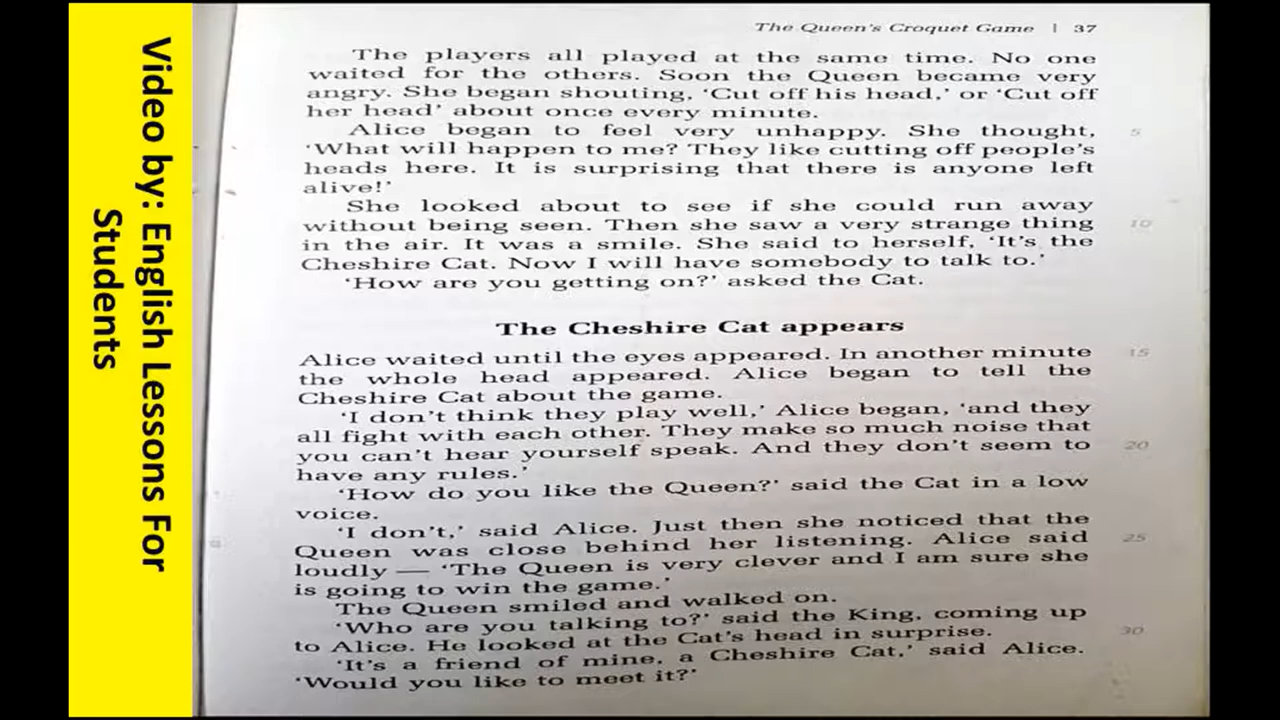 Video by: English Lessons For
Students
The Queen's Croquet Game | 37
The players all played at the same time. No one
waited for the others. Soon the Queen became very
angry. She began shouting, ‘Cut off his head,’ or ‘Cut off
her head’ about once every minute.
Alice began to feel very unhappy. She thought, 5
‘What will happen to me? They like cutting off people’s
heads here. It is surprising that there is anyone left
alive!’
She looked about to see if she could run away
without being seen. Then she saw a very strange thing 10
in the air. It was a smile. She said to herself, ‘It’s the
Cheshire Cat. Now I will have somebody to talk to.’
‘How are you getting on?’ asked the Cat.
The Cheshire Cat appears
Alice waited until the eyes appeared. In another minute 15
the whole head appeared. Alice began to tell the
Cheshire Cat about the game.
‘I don’t think they play well,’ Alice began, ‘and they
all fight with each other. They make so much noise that
you can’t hear yourself speak. And they don’t seem to 20
have any rules.’
‘How do you like the Queen?’ said the Cat in a low
voice.
‘I don’t,’ said Alice. Just then she noticed that the
Queen was close behind her listening. Alice said 25
loudly — ‘The Queen is very clever and I am sure she
is going to win the game.’
The Queen smiled and walked on.
‘Who are you talking to?’ said the King, coming up
to Alice. He looked at the Cat’s head in surprise. 30
‘It’s a friend of mine, a Cheshire Cat,’ said Alice.
‘Would you like to meet it?’